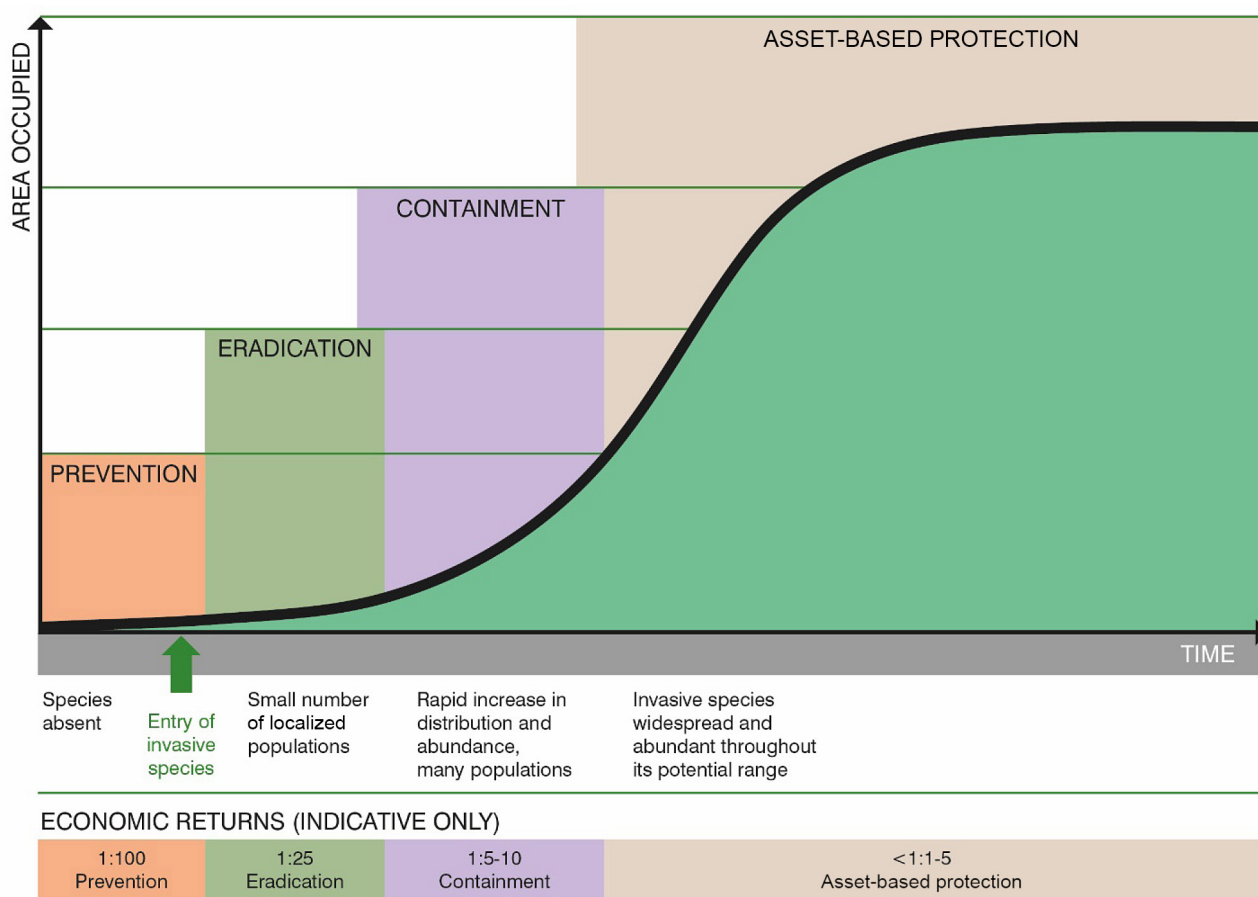 AREA OCCUPIED
ASSET-BASED PROTECTION
CONTAINMENT
ERADICATION
PREVENTION
TIME
Species
absent
Entry of
invasive
species
Small number
of localized
populations
Rapid increase in
distribution and
abundance,
many populations
Invasive species
widespread and
abundant throughout
its potential range
ECONOMIC RETURNS (INDICATIVE ONLY)
1:100
Prevention
1:25
Eradication
1:5-10
Containment
<1:1-5
Asset-based protection